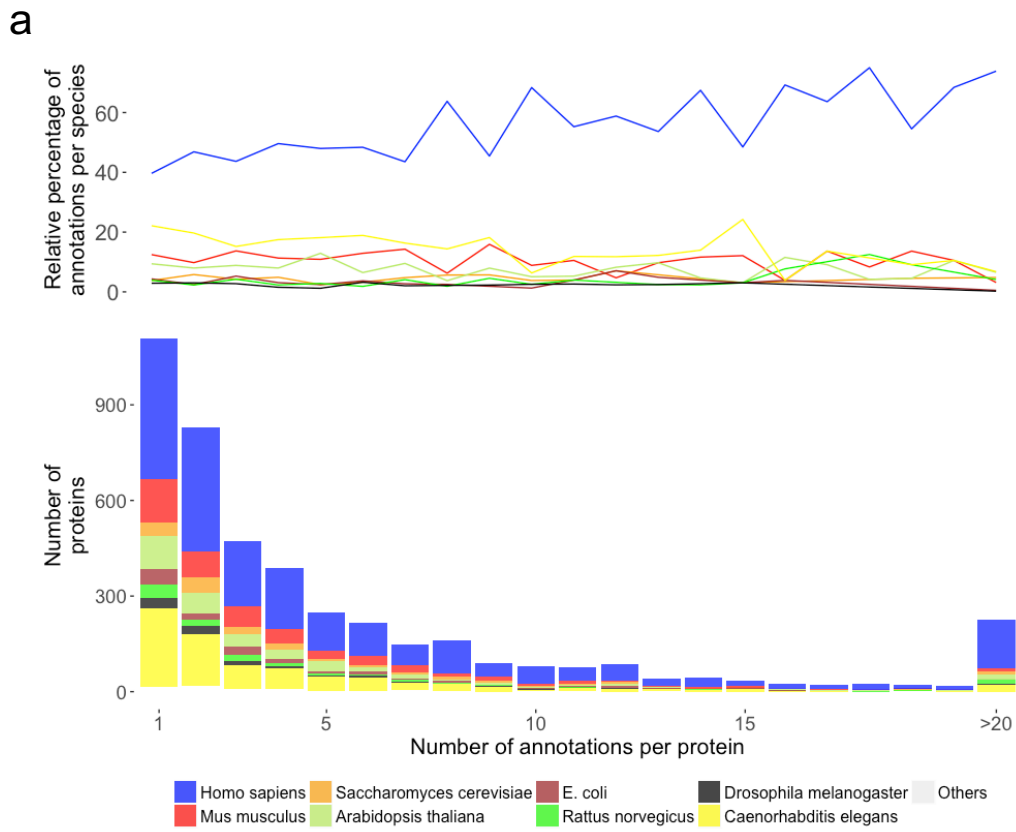 a
Relative percentage of
annotations per species
60
40
20
0
Number of
proteins
900
600
300
0
1
5
10
15
>20
Number of annotations per protein
Homo sapiens
Saccharomyces cerevisiae
E. coli
Drosophila melanogaster
Others
Mus musculus
Arabidopsis thaliana
Rattus norvegicus
Caenorhabditis elegans